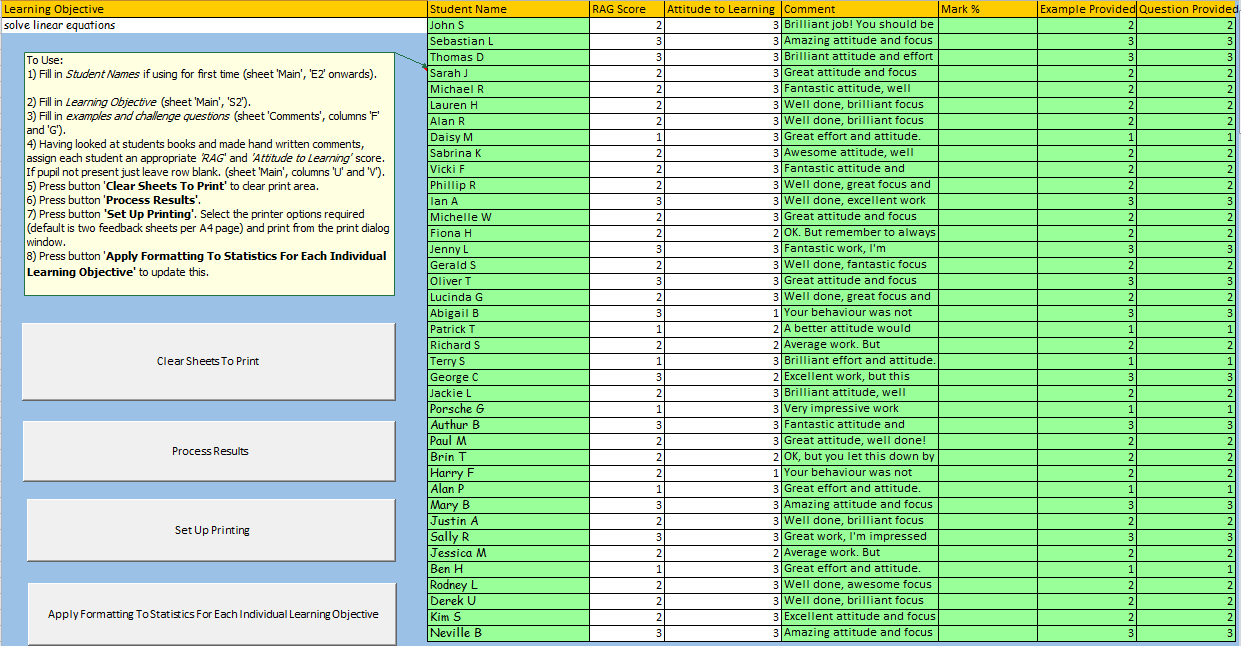 Learning Objective Student Name RAG Score Attitude to Learning Comment Mark % Example Provided Question Provided
solve linear equations
To Use:
1) Fill in Student Names if using for first time (sheet 'Main', 'E2' onwards).
2) Fill in Learning Objective (sheet 'Main', 'S2').
3) Fill in examples and challenge questions (sheet 'Comments', columns 'F'
and 'G').
4) Having looked at students books and made hand written comments,
assign each student an appropriate 'RAG' and 'Attitude to Learning' score.
If pupil not present just leave row blank. (sheet 'Main', columns 'U' and 'V').
5) Press button 'Clear Sheets To Print' to clear print area.
6) Press button 'Process Results'.
7) Press button 'Set Up Printing'. Select the printer options required
(default is two feedback sheets per A4 page) and print from the print dialog
window.
8) Press button 'Apply Formatting To Statistics For Each Individual
Learning Objective' to update this.
Clear Sheets To Print
Process Results
Set Up Printing
Apply Formatting To Statistics For Each Individual Learning Objective
John S 2 3 Brilliant job! You should be 2 2
Sebastian L 3 3 Amazing attitude and focus 3 3
Thomas D 3 3 Brilliant attitude and effort 3 3
Sarah J 2 3 Great attitude and focus 2 2
Michael R 2 3 Fantastic attitude, well 2 2
Lauren H 2 3 Well done, brilliant focus 2 2
Alan R 2 3 Well done, brilliant focus 2 2
Daisy M 1 3 Great effort and attitude. 1 1
Sabrina K 2 3 Awesome attitude, well 2 2
Vicki F 2 3 Fantastic attitude and 2 2
Phillip R 2 3 Well done, great focus and 2 2
Ian A 3 3 Well done, excellent work 3 3
Michelle W 2 3 Great attitude and focus 2 2
Fiona H 2 2 OK. But remember to always 2 2
Jenny L 3 3 Fantastic work, I'm 3 3
Gerald S 2 3 Well done, fantastic focus 2 2
Oliver T 3 3 Great attitude and focus 3 3
Lucinda G 2 3 Well done, great focus and 2 2
Abigail B 3 1 Your behaviour was not 3 3
Patrick T 1 2 A better attitude would 1 1
Richard S 2 2 Average work. But 2 2
Terry S 1 3 Brilliant effort and attitude. 1 1
George C 3 2 Excellent work, but this 3 3
Jackie L 2 3 Brilliant attitude, well 2 2
Porsche G 1 3 Very impressive work 1 1
Authur B 3 3 Fantastic attitude and 3 3
Paul M 2 3 Great attitude, well done! 2 2
Brin T 2 2 OK, but you let this down by 2 2
Harry F 2 1 Your behaviour was not 2 2
Alan P 1 3 Great effort and attitude. 1 1
Mary B 3 3 Amazing attitude and focus 3 3
Justin A 2 3 Well done, brilliant focus 2 2
Sally R 3 3 Great work, I'm impressed 3 3
Jessica M 2 2 Average work. But 2 2
Ben H 1 3 Great effort and attitude. 1 1
Rodney L 2 3 Well done, awesome focus 2 2
Derek U 2 3 Well done, brilliant focus 2 2
Kim S 2 3 Excellent attitude and focus 2 2
Neville B 3 3 Amazing attitude and focus 3 3